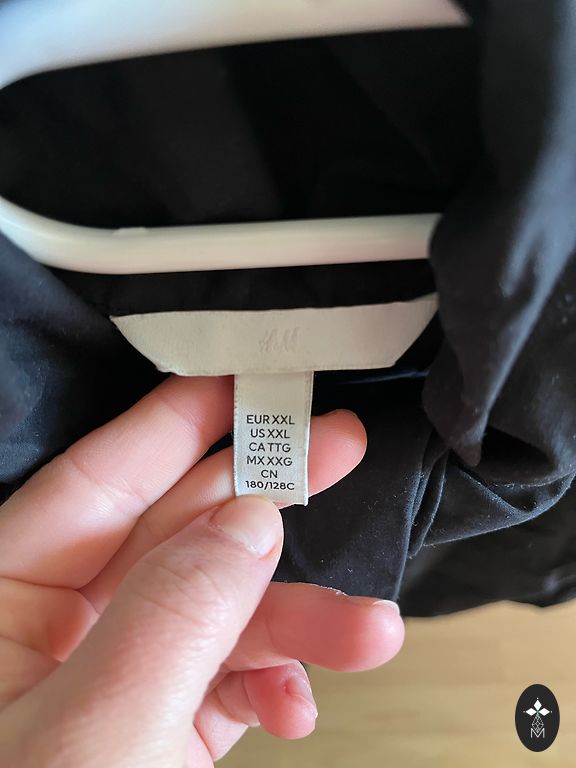 H&M
EUR XXL
US XXL
CA TTG
MX XXG
CN
180/128C
M